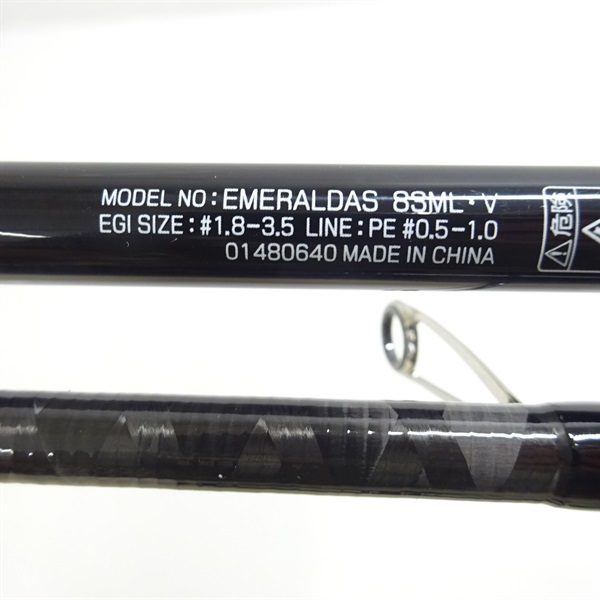 MODEL NO : EMERALDAS 83ML・V
EGI SIZE : #1.8-3.5 LINE : PE #0.5-1.0
01480640 MADE IN CHINA
危険